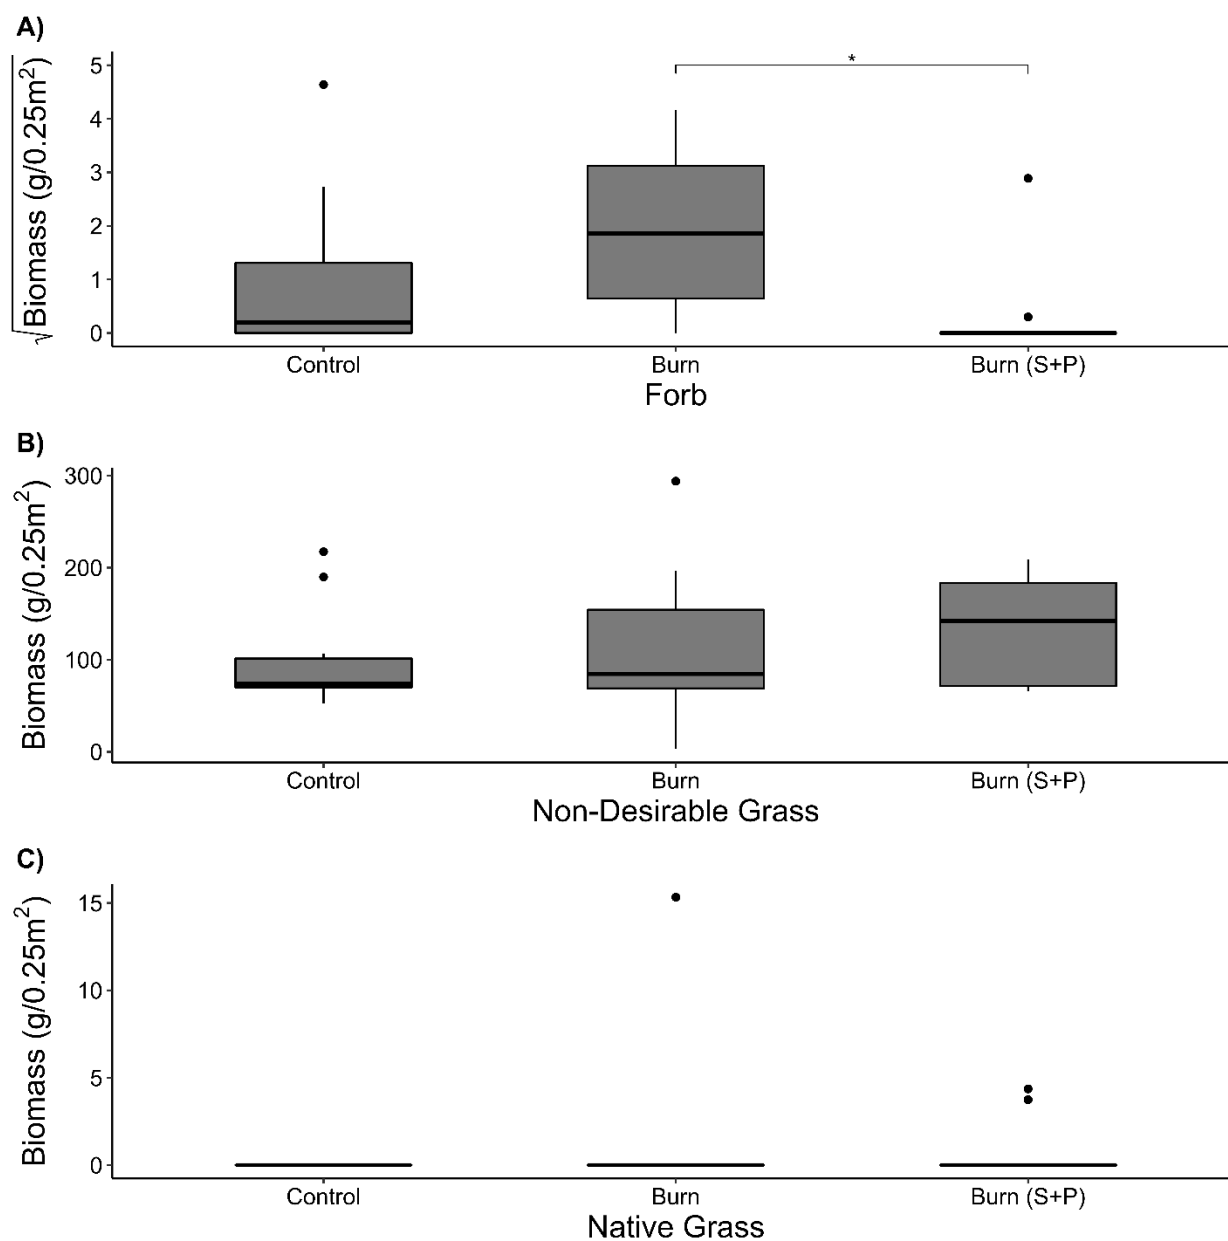 A)
√Biomass (g/0.25m²)
5
4
3
2
1
0
*
Control Burn Burn (S+P)
Forb
B)
Biomass (g/0.25m²)
300
200
100
0
Control Burn Burn (S+P)
Non-Desirable Grass
C)
Biomass (g/0.25m²)
15
10
5
0
Control Burn Burn (S+P)
Native Grass